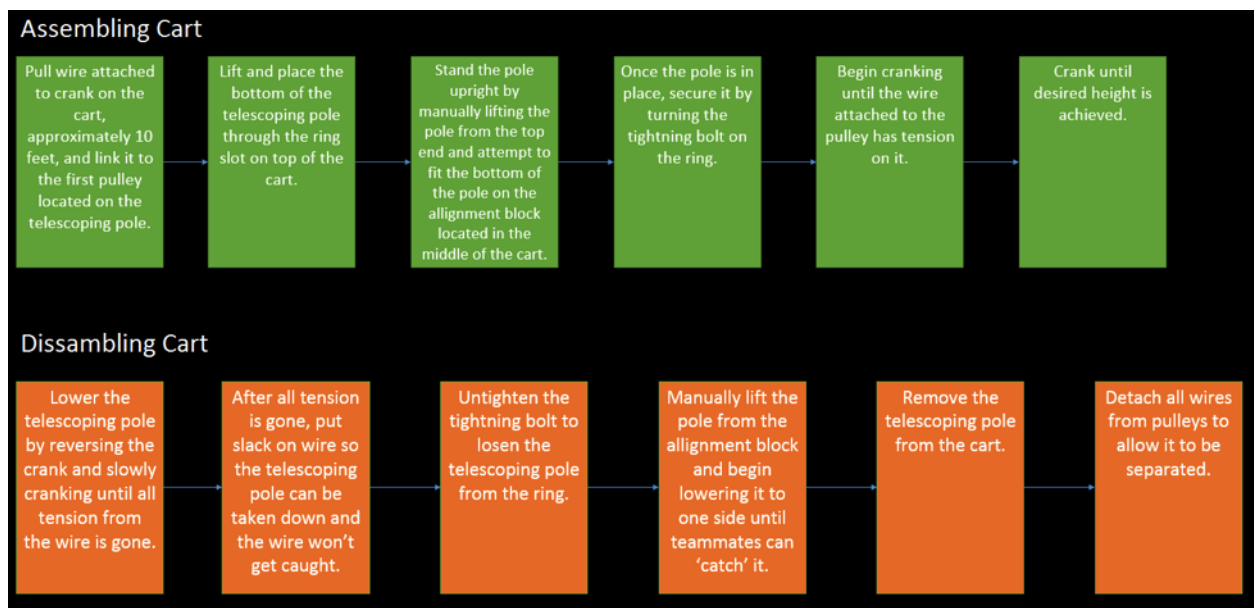 Assembling Cart
Pull wire attached
to crank on the
cart,
approximately 10
feet, and link it to
the first pulley
located on the
telescoping pole.
Lift and place the
bottom of the
telescoping pole
through the ring
slot on top of the
cart.
Stand the pole
upright by
manually lifting the
pole from the top
end and attempt to
fit the bottom of
the pole on the
allignment block
located in the
middle of the cart.
Once the pole is in
place, secure it by
turning the
tightning bolt on
the ring.
Begin cranking
until the wire
attached to the
pulley has tension
on it.
Crank until
desired height is
achieved.
Dissambling Cart
Lower the
telescoping pole
by reversing the
crank and slowly
cranking until all
tension from
the wire is gone.
After all tension
is gone, put
slack on wire so
the telescoping
pole can be
taken down and
the wire won't
get caught.
Untighten the
tightning bolt to
losen the
telescoping pole
from the ring.
Manually lift the
pole from the
allignment block
and begin
lowering it to
one side until
teammates can
'catch' it.
Remove the
telescoping pole
from the cart.
Detach all wires
from pulleys to
allow it to be
separated.